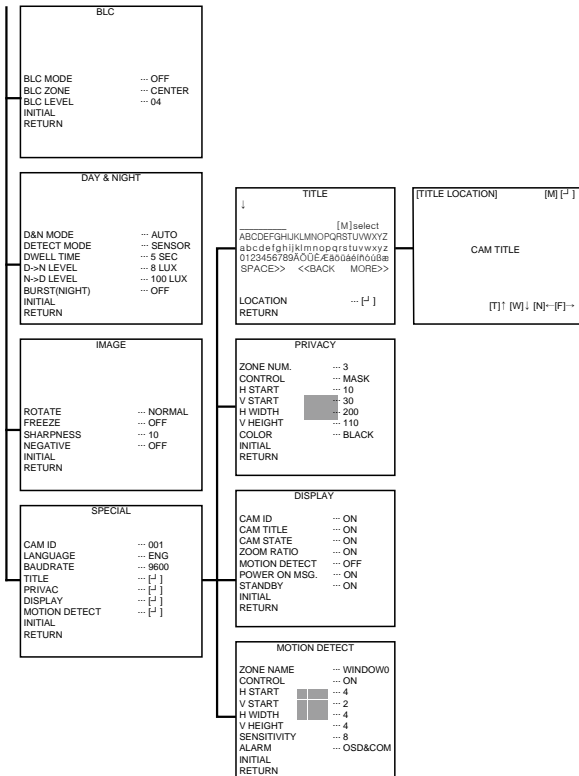 BLC
BLC MODE ··· OFF
BLC ZONE ··· CENTER
BLC LEVEL ··· 04
INITIAL
RETURN
DAY & NIGHT
D&N MODE ··· AUTO
DETECT MODE ··· SENSOR
DWELL TIME ··· 5 SEC
D->N LEVEL ··· 8 LUX
N->D LEVEL ··· 100 LUX
BURST(NIGHT) ··· OFF
INITIAL
RETURN
IMAGE
ROTATE ··· NORMAL
FREEZE ··· OFF
SHARPNESS ··· 10
NEGATIVE ··· OFF
INITIAL
RETURN
SPECIAL
CAM ID ··· 001
LANGUAGE ··· ENG
BAUDRATE ··· 9600
TITLE ··· [↵]
PRIVAC ··· [↵]
DISPLAY ··· [↵]
MOTION DETECT ··· [↵]
INITIAL
RETURN
TITLE
↓
__________ [M]select
ABCDEFGHIJKLMNOPQRSTUVWXYZ
abcdefghijklmnopqrstuvwxyz
0123456789ÄÖÜÈÆäöüàéíñóúßæ
SPACE>> <<BACK MORE>>
LOCATION ··· [↵]
RETURN
[TITLE LOCATION] [M] [↵]
CAM TITLE
[T]↑ [W]↓ [N]←[F]→
PRIVACY
ZONE NUM. ··· 3
CONTROL ··· MASK
H START ··· 10
V START ··· 30
H WIDTH ··· 200
V HEIGHT ··· 110
COLOR ··· BLACK
INITIAL
RETURN
DISPLAY
CAM ID ··· ON
CAM TITLE ··· ON
CAM STATE ··· ON
ZOOM RATIO ··· ON
MOTION DETECT ··· OFF
POWER ON MSG. ··· ON
STANDBY ··· ON
INITIAL
RETURN
MOTION DETECT
ZONE NAME ··· WINDOW0
CONTROL ··· ON
H START ··· 4
V START ··· 2
H WIDTH ··· 4
V HEIGHT ··· 4
SENSITIVITY ··· 8
ALARM ··· OSD&COM
INITIAL
RETURN